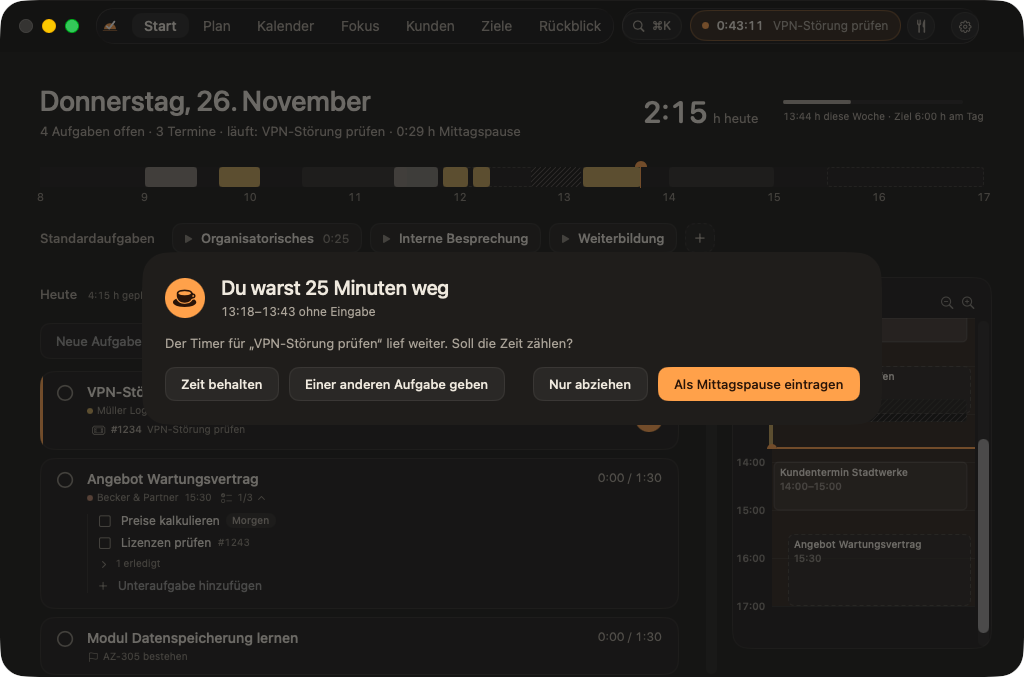 Start Plan Kalender Fokus Kunden Ziele Rückblick ⌘K 0:43:11 VPN-Störung prüfen
Donnerstag, 26. November
4 Aufgaben offen · 3 Termine · läuft: VPN-Störung prüfen · 0:29 h Mittagspause
2:15 h heute
13:44 h diese Woche · Ziel 6:00 h am Tag
8 9 10 11 12 13 14 15 16 17
Standardaufgaben Organisatorisches 0:25 Interne Besprechung Weiterbildung +
Heute 4:15 h
Neue Aufgabe
Du warst 25 Minuten weg
13:18–13:43 ohne Eingabe
Der Timer für „VPN-Störung prüfen“ lief weiter. Soll die Zeit zählen?
Zeit behalten Einer anderen Aufgabe geben Nur abziehen Als Mittagspause eintragen
Müller
#1234 VPN-Störung prüfen
Angebot Wartungsvertrag 0:00 / 1:30
Becker & Partner 15:30 1/3
Preise kalkulieren Morgen
Lizenzen prüfen #1243
1 erledigt
+ Unteraufgabe hinzufügen
Modul Datenspeicherung lernen 0:00 / 1:30
AZ-305 bestehen
14:00
Kundentermin Stadtwerke
14:00–15:00
15:00
Angebot Wartungsvertrag
15:30
16:00
17:00